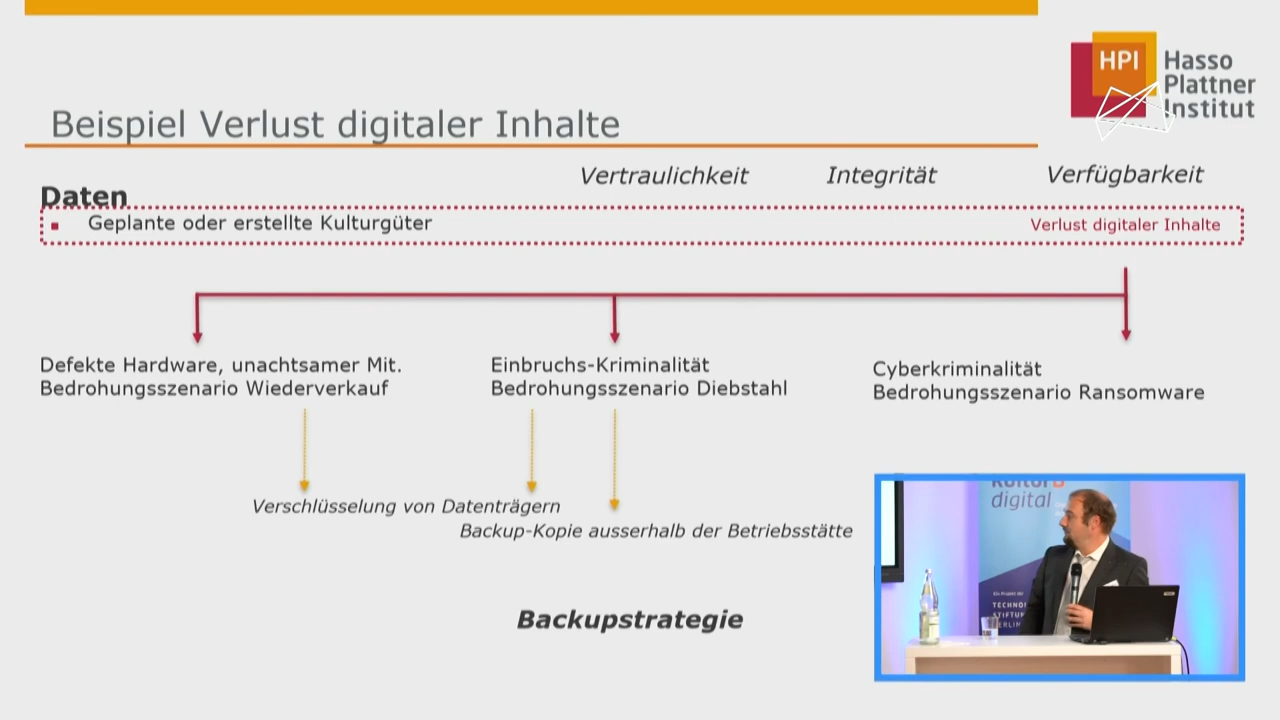 HPI
Hasso
Plattner
Institut
Beispiel Verlust digitaler Inhalte
Vertraulichkeit Integrität Verfügbarkeit
Daten
Geplante oder erstellte Kulturgüter Verlust digitaler Inhalte
Defekte Hardware, unachtsamer Mit.
Bedrohungsszenario Wiederverkauf
Einbruchs-Kriminalität
Bedrohungsszenario Diebstahl
Cyberkriminalität
Bedrohungsszenario Ransomware
Verschlüsselung von Datenträgern
Backup-Kopie ausserhalb der Betriebsstätte
Backupstrategie
digital